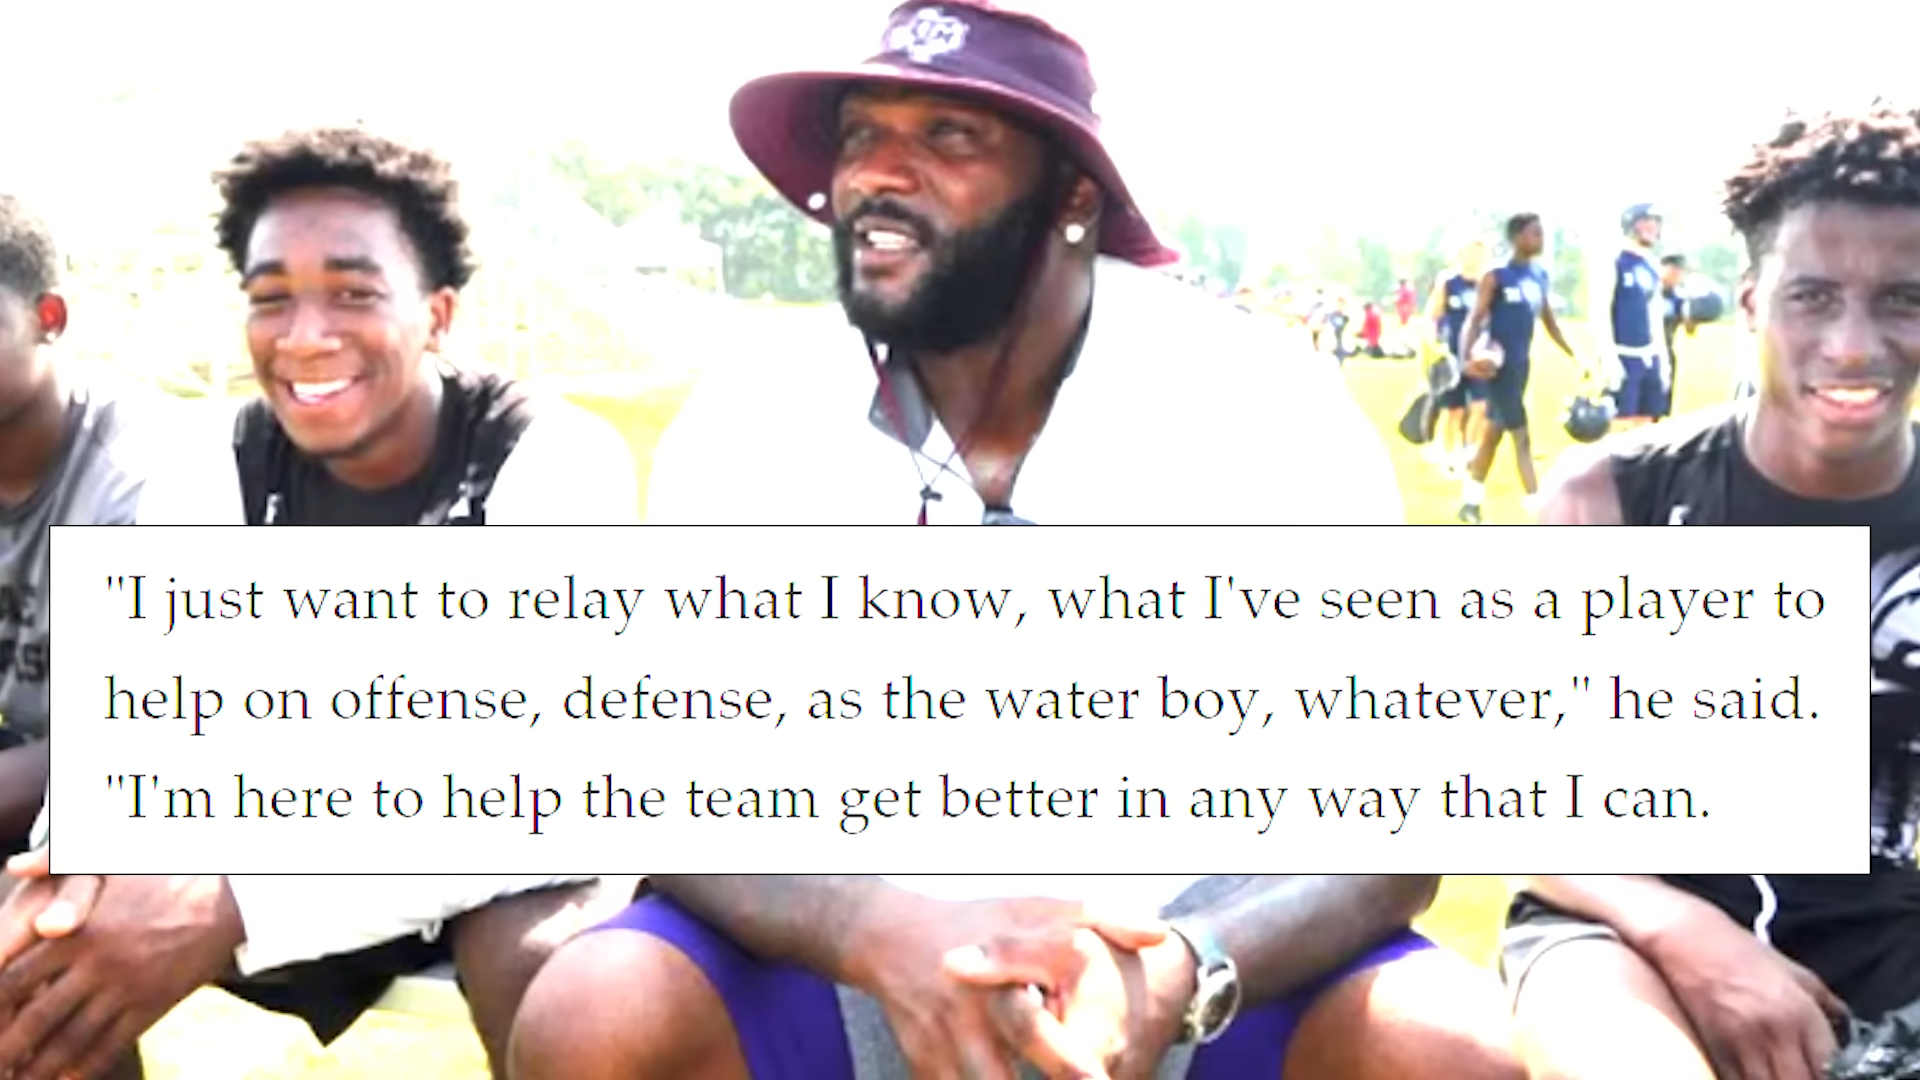 "I just want to relay what I know, what I've seen as a player to
help on offense, defense, as the water boy, whatever," he said.
"I'm here to help the team get better in any way that I can.